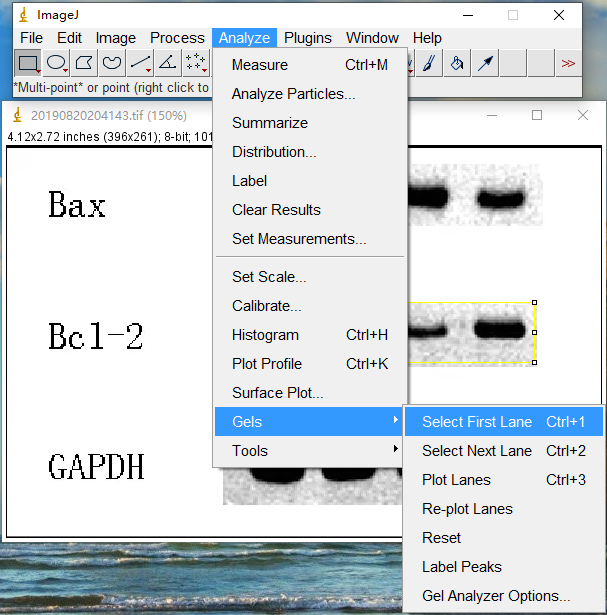 ImageJ
File Edit Image Process Analyze Plugins Window Help
>>
*Multi-point* or point (right click to
20190820204143.tif (150%)
4.12x2.72 inches (396x261); 8-bit; 101
Bax
Bcl-2
GAPDH
Measure Ctrl+M
Analyze Particles...
Summarize
Distribution...
Label
Clear Results
Set Measurements...
Set Scale...
Calibrate...
Histogram Ctrl+H
Plot Profile Ctrl+K
Surface Plot...
Gels
Tools
Select First Lane Ctrl+1
Select Next Lane Ctrl+2
Plot Lanes Ctrl+3
Re-plot Lanes
Reset
Label Peaks
Gel Analyzer Options...